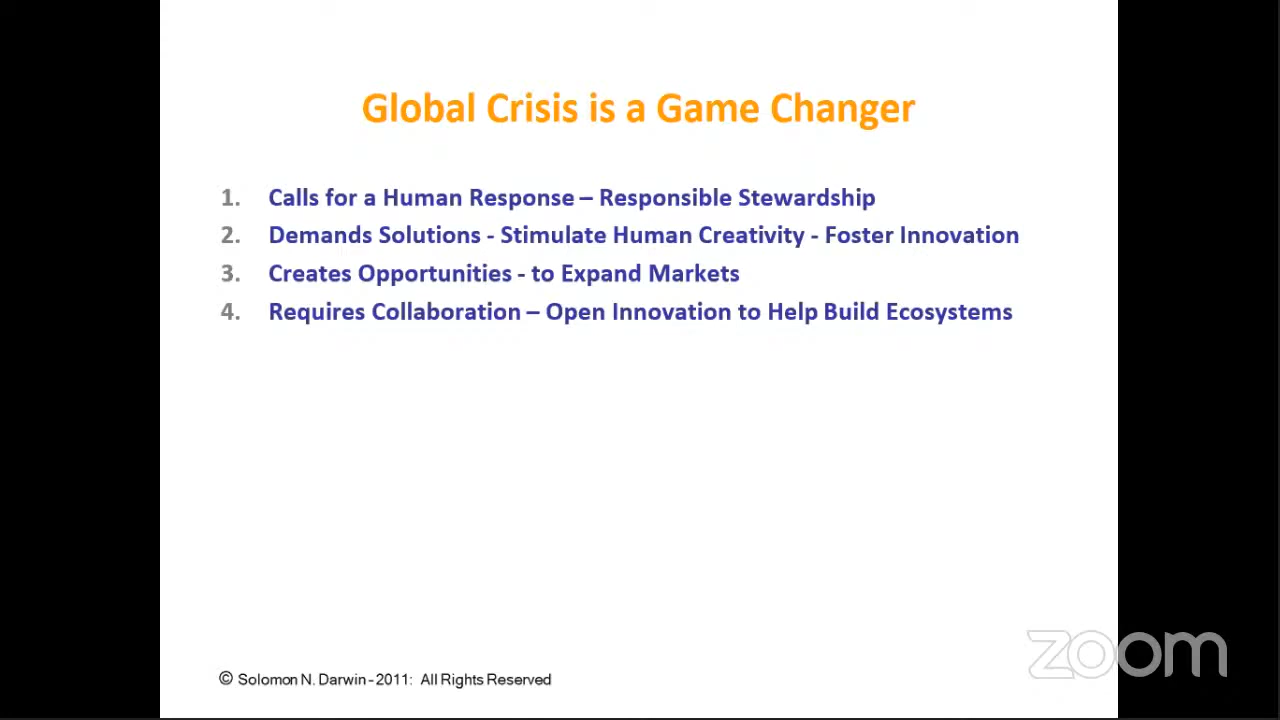 Global Crisis is a Game Changer
1. Calls for a Human Response – Responsible Stewardship
2. Demands Solutions - Stimulate Human Creativity - Foster Innovation
3. Creates Opportunities - to Expand Markets
4. Requires Collaboration – Open Innovation to Help Build Ecosystems
zoom
© Solomon N. Darwin - 2011: All Rights Reserved